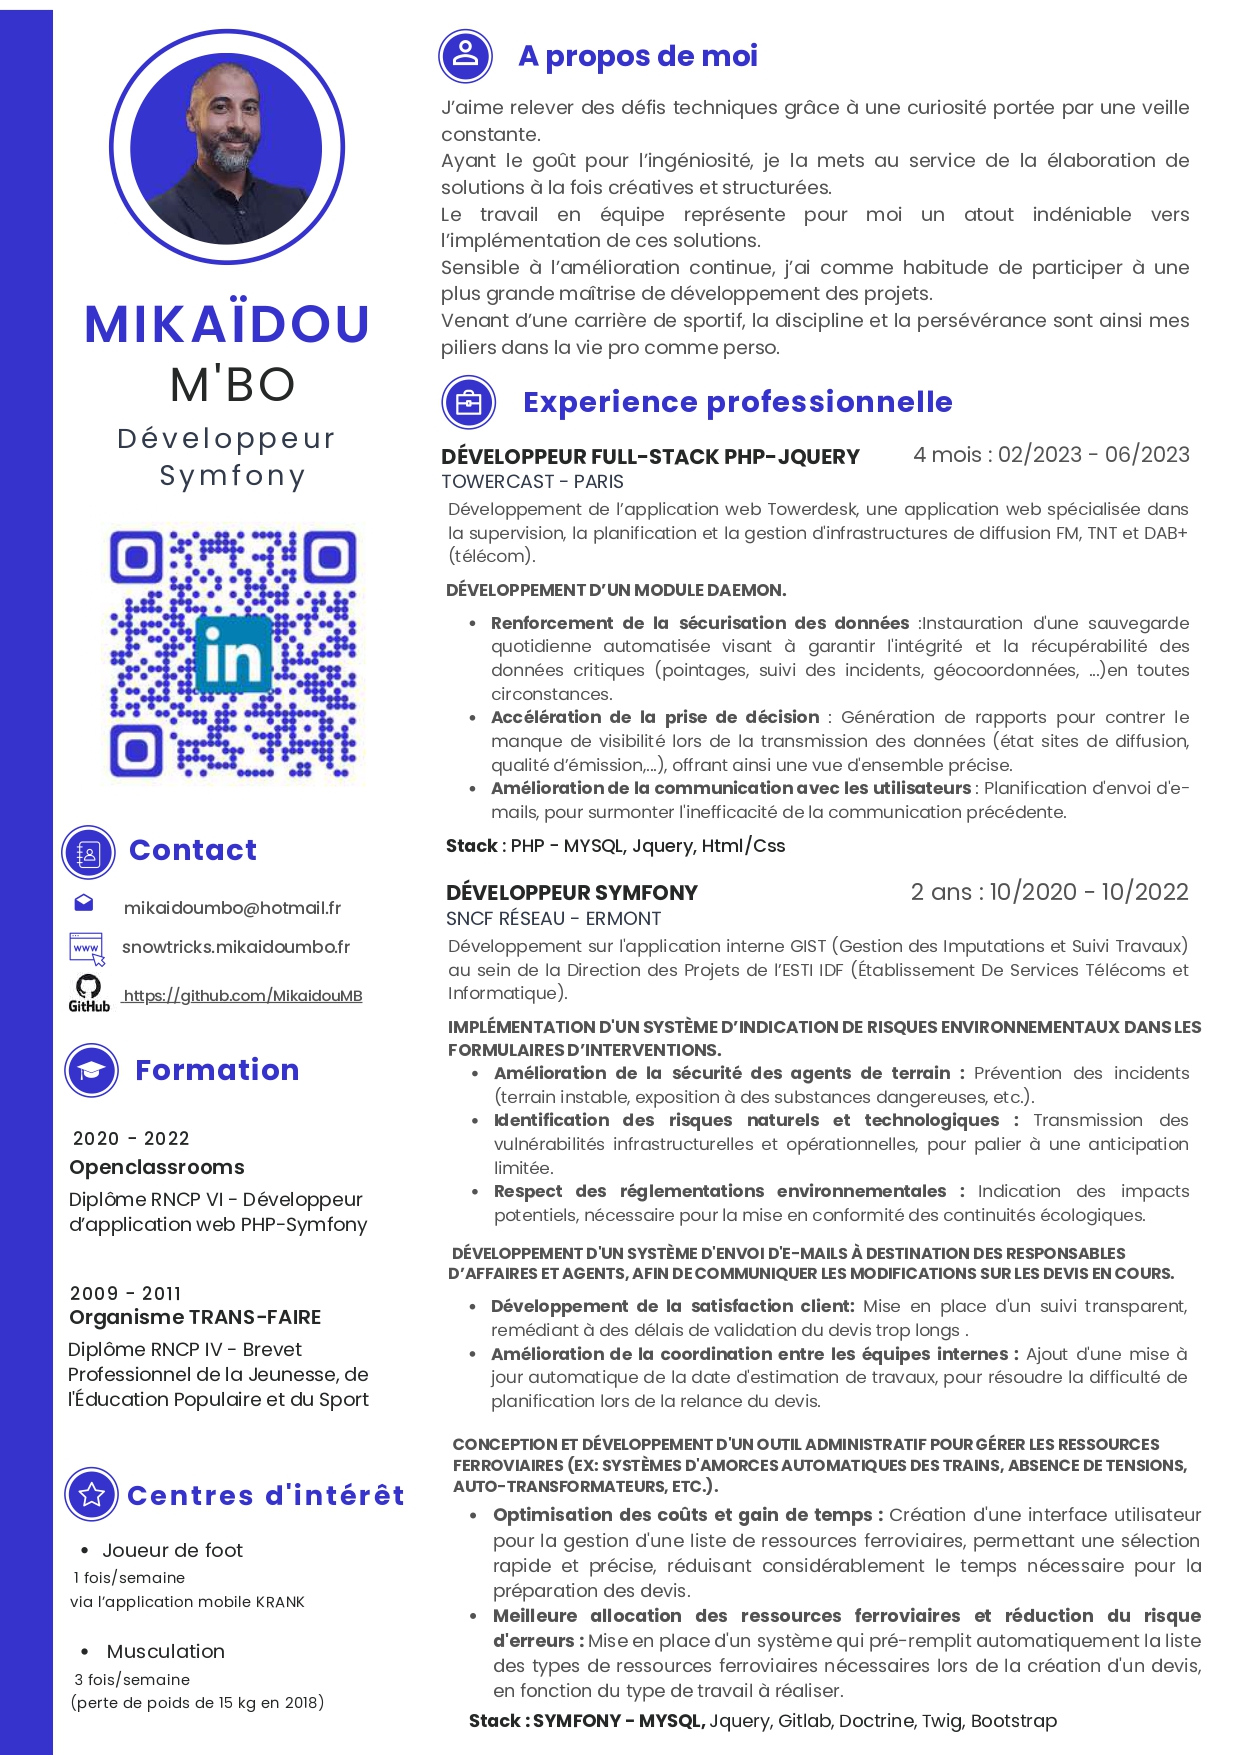 MIKAÏDOU
M'BO
Développeur
Symfony
in
Contact
mikaidoumbo@hotmail.fr
www
snowtricks.mikaidoumbo.fr
GitHub
https://github.com/MikaidouMB
Formation
2020 - 2022
Openclassrooms
Diplôme RNCP VI - Développeur
d’application web PHP-Symfony
2009 - 2011
Organisme TRANS-FAIRE
Diplôme RNCP IV - Brevet
Professionnel de la Jeunesse, de
l'Éducation Populaire et du Sport
Centres d'intérêt
• Joueur de foot
1 fois/semaine
via l’application mobile KRANK
• Musculation
3 fois/semaine
(perte de poids de 15 kg en 2018)
A propos de moi
J’aime relever des défis techniques grâce à une curiosité portée par une veille
constante.
Ayant le goût pour l’ingéniosité, je la mets au service de la élaboration de
solutions à la fois créatives et structurées.
Le travail en équipe représente pour moi un atout indéniable vers
l’implémentation de ces solutions.
Sensible à l’amélioration continue, j’ai comme habitude de participer à une
plus grande maîtrise de développement des projets.
Venant d’une carrière de sportif, la discipline et la persévérance sont ainsi mes
piliers dans la vie pro comme perso.
Experience professionnelle
DÉVELOPPEUR FULL-STACK PHP-JQUERY 4 mois : 02/2023 - 06/2023
TOWERCAST - PARIS
Développement de l’application web Towerdesk, une application web spécialisée dans
la supervision, la planification et la gestion d'infrastructures de diffusion FM, TNT et DAB+
(télécom).
DÉVELOPPEMENT D’UN MODULE DAEMON.
• Renforcement de la sécurisation des données :Instauration d'une sauvegarde
quotidienne automatisée visant à garantir l'intégrité et la récupérabilité des
données critiques (pointages, suivi des incidents, géocoordonnées, ...)en toutes
circonstances.
• Accélération de la prise de décision : Génération de rapports pour contrer le
manque de visibilité lors de la transmission des données (état sites de diffusion,
qualité d’émission,...), offrant ainsi une vue d'ensemble précise.
• Amélioration de la communication avec les utilisateurs : Planification d'envoi d'e-
mails, pour surmonter l'inefficacité de la communication précédente.
Stack : PHP - MYSQL, Jquery, Html/Css
DÉVELOPPEUR SYMFONY 2 ans : 10/2020 - 10/2022
SNCF RÉSEAU - ERMONT
Développement sur l'application interne GIST (Gestion des Imputations et Suivi Travaux)
au sein de la Direction des Projets de l’ESTI IDF (Établissement De Services Télécoms et
Informatique).
IMPLÉMENTATION D'UN SYSTÈME D’INDICATION DE RISQUES ENVIRONNEMENTAUX DANS LES
FORMULAIRES D’INTERVENTIONS.
• Amélioration de la sécurité des agents de terrain : Prévention des incidents
(terrain instable, exposition à des substances dangereuses, etc.).
• Identification des risques naturels et technologiques : Transmission des
vulnérabilités infrastructurelles et opérationnelles, pour palier à une anticipation
limitée.
• Respect des réglementations environnementales : Indication des impacts
potentiels, nécessaire pour la mise en conformité des continuités écologiques.
DÉVELOPPEMENT D'UN SYSTÈME D'ENVOI D'E-MAILS À DESTINATION DES RESPONSABLES
D’AFFAIRES ET AGENTS, AFIN DE COMMUNIQUER LES MODIFICATIONS SUR LES DEVIS EN COURS.
• Développement de la satisfaction client: Mise en place d'un suivi transparent,
remédiant à des délais de validation du devis trop longs .
• Amélioration de la coordination entre les équipes internes : Ajout d'une mise à
jour automatique de la date d'estimation de travaux, pour résoudre la difficulté de
planification lors de la relance du devis.
CONCEPTION ET DÉVELOPPEMENT D'UN OUTIL ADMINISTRATIF POUR GÉRER LES RESSOURCES
FERROVIAIRES (EX: SYSTÈMES D'AMORCES AUTOMATIQUES DES TRAINS, ABSENCE DE TENSIONS,
AUTO-TRANSFORMATEURS, ETC.).
• Optimisation des coûts et gain de temps : Création d'une interface utilisateur
pour la gestion d'une liste de ressources ferroviaires, permettant une sélection
rapide et précise, réduisant considérablement le temps nécessaire pour la
préparation des devis.
• Meilleure allocation des ressources ferroviaires et réduction du risque
d'erreurs : Mise en place d'un système qui pré-remplit automatiquement la liste
des types de ressources ferroviaires nécessaires lors de la création d'un devis,
en fonction du type de travail à réaliser.
Stack : SYMFONY - MYSQL, Jquery, Gitlab, Doctrine, Twig, Bootstrap